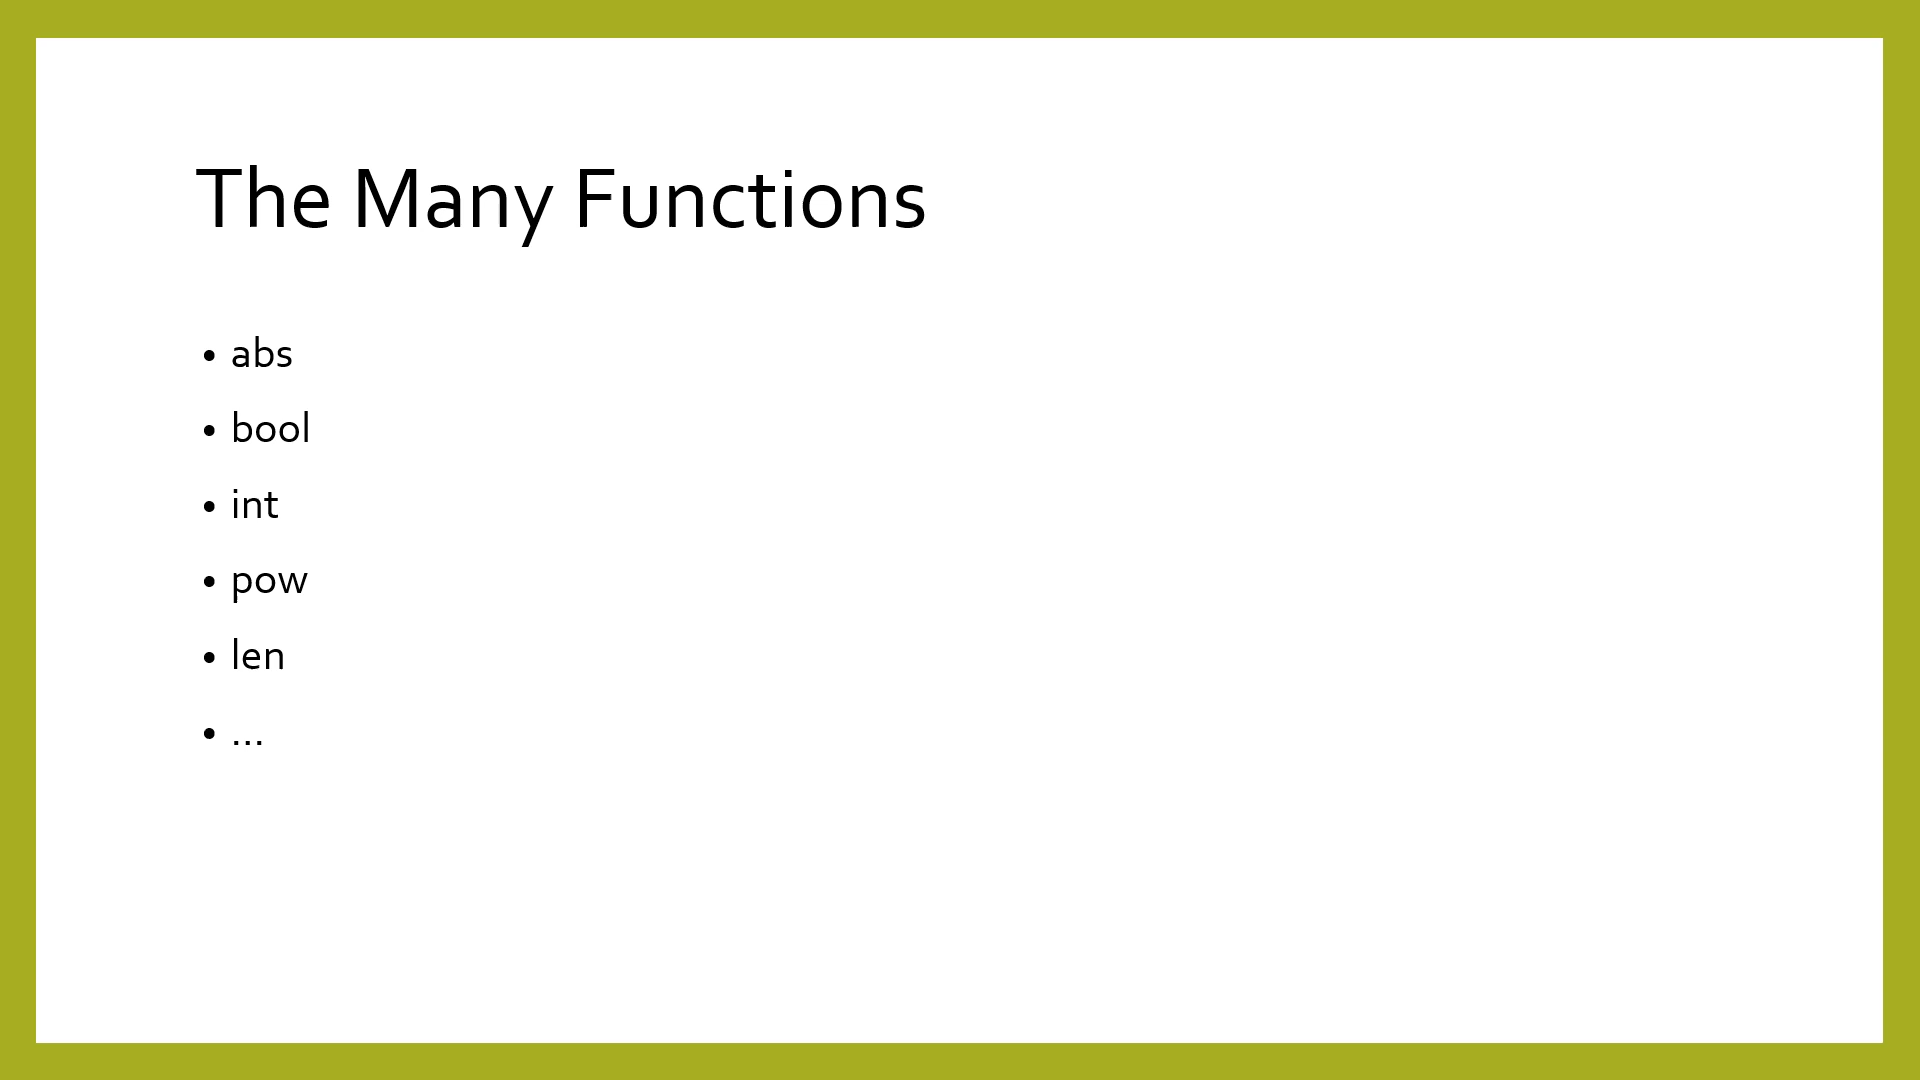 The Many Functions
• abs
• bool
• int
• pow
• len
• ...